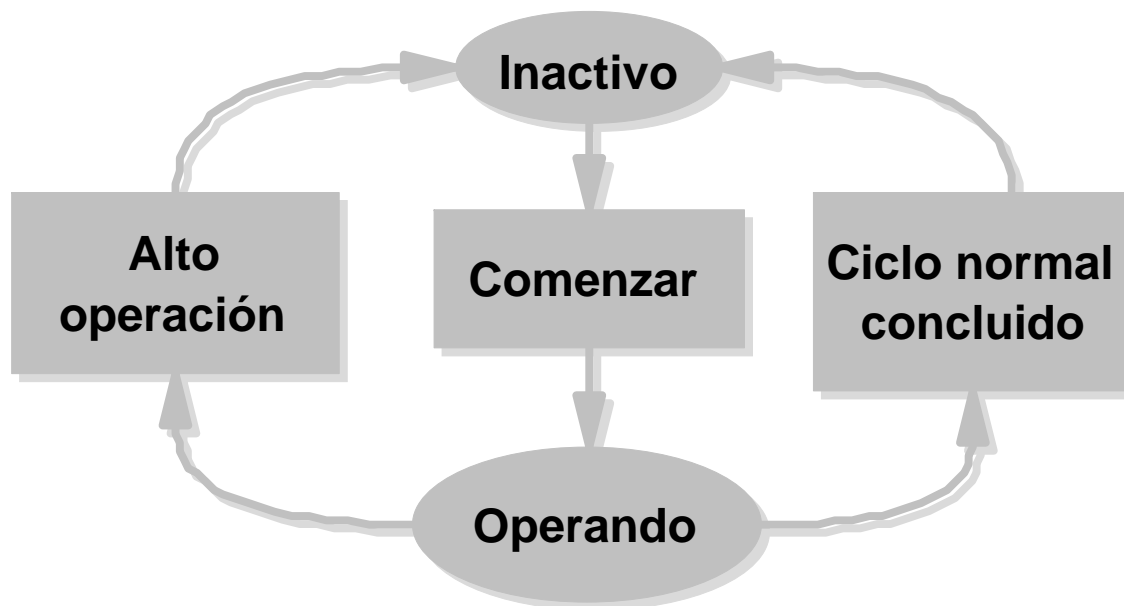 Inactivo
Alto
operación
Comenzar
Ciclo normal
concluido
Operando